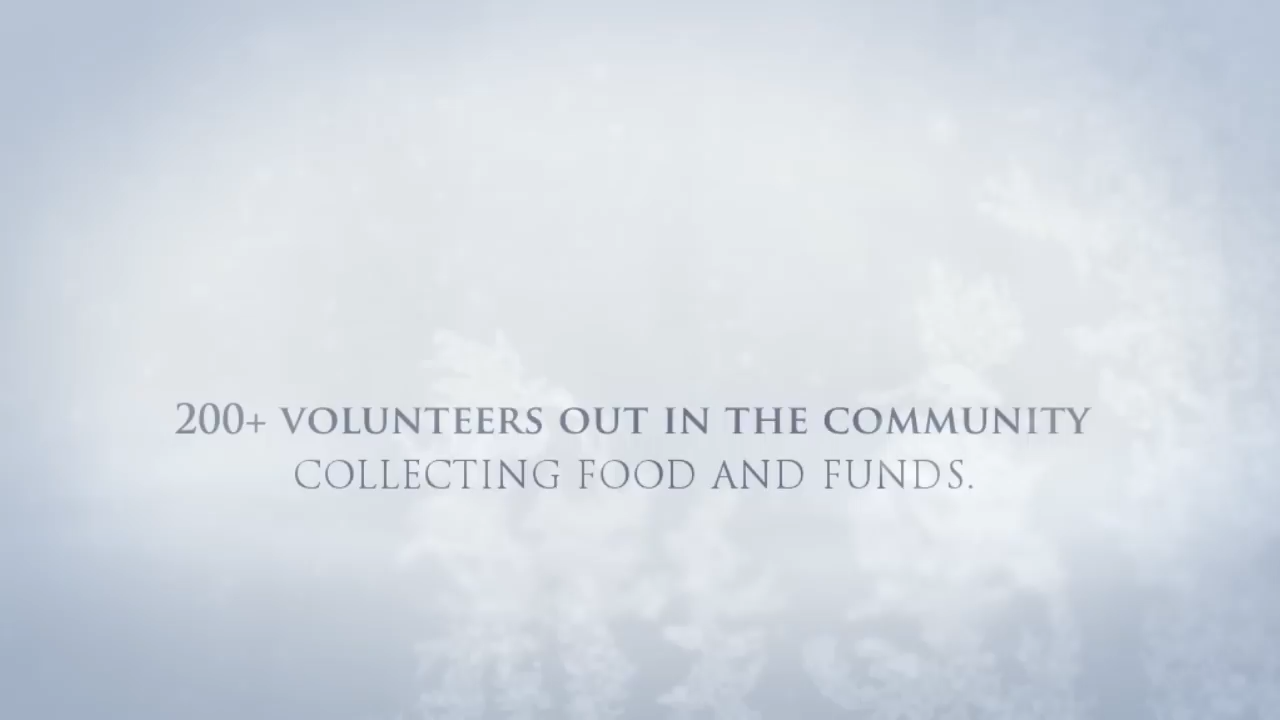 200+ VOLUNTEERS OUT IN THE COMMUNITY
COLLECTING FOOD AND FUNDS.